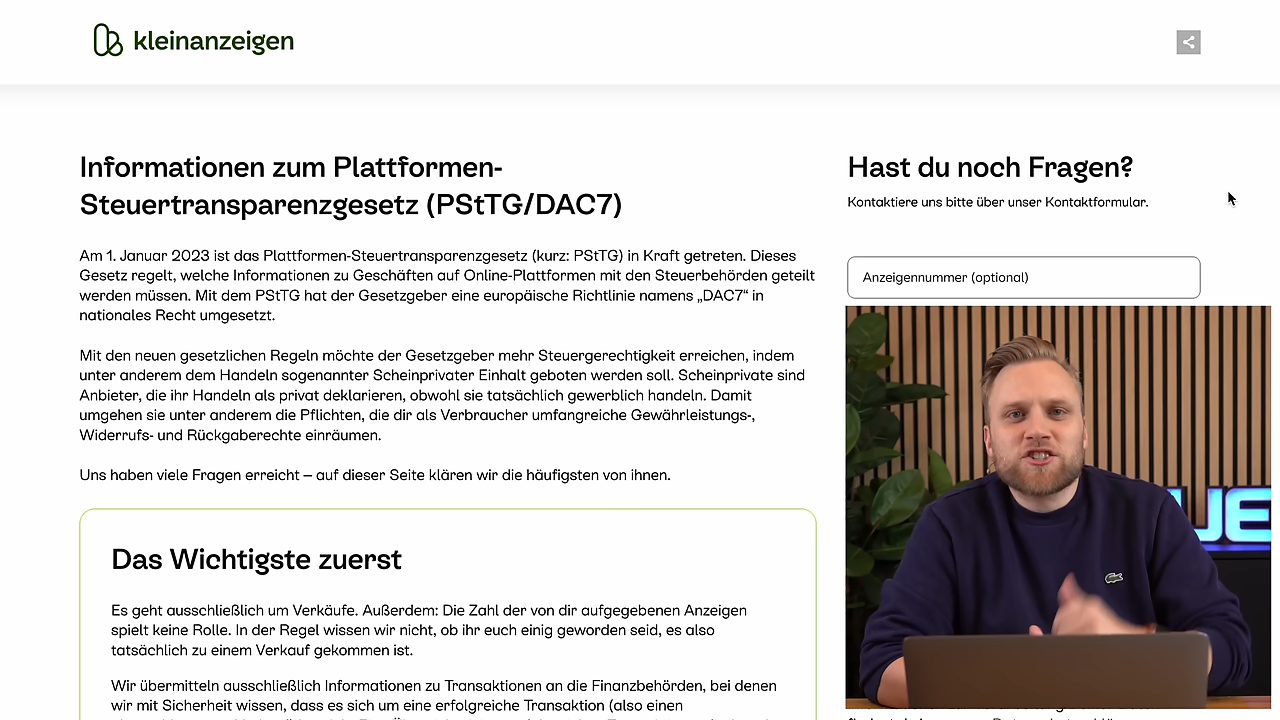 kleinanzeigen
Informationen zum Plattformen-
Steuertransparenzgesetz (PStTG/DAC7)
Am 1. Januar 2023 ist das Plattformen-Steuertransparenzgesetz (kurz: PStTG) in Kraft getreten. Dieses
Gesetz regelt, welche Informationen zu Geschäften auf Online-Plattformen mit den Steuerbehörden geteilt
werden müssen. Mit dem PStTG hat der Gesetzgeber eine europäische Richtlinie namens „DAC7“ in
nationales Recht umgesetzt.
Mit den neuen gesetzlichen Regeln möchte der Gesetzgeber mehr Steuergerechtigkeit erreichen, indem
unter anderem dem Handeln sogenannter Scheinprivater Einhalt geboten werden soll. Scheinprivate sind
Anbieter, die ihr Handeln als privat deklarieren, obwohl sie tatsächlich gewerblich handeln. Damit
umgehen sie unter anderem die Pflichten, die dir als Verbraucher umfangreiche Gewährleistungs-,
Widerrufs- und Rückgaberechte einräumen.
Uns haben viele Fragen erreicht – auf dieser Seite klären wir die häufigsten von ihnen.
Das Wichtigste zuerst
Es geht ausschließlich um Verkäufe. Außerdem: Die Zahl der von dir aufgegebenen Anzeigen
spielt keine Rolle. In der Regel wissen wir nicht, ob ihr euch einig geworden seid, es also
tatsächlich zu einem Verkauf gekommen ist.
Wir übermitteln ausschließlich Informationen zu Transaktionen an die Finanzbehörden, bei denen
wir mit Sicherheit wissen, dass es sich um eine erfolgreiche Transaktion (also einen
Hast du noch Fragen?
Kontaktiere uns bitte über unser Kontaktformular.
Anzeigennummer (optional)
UE